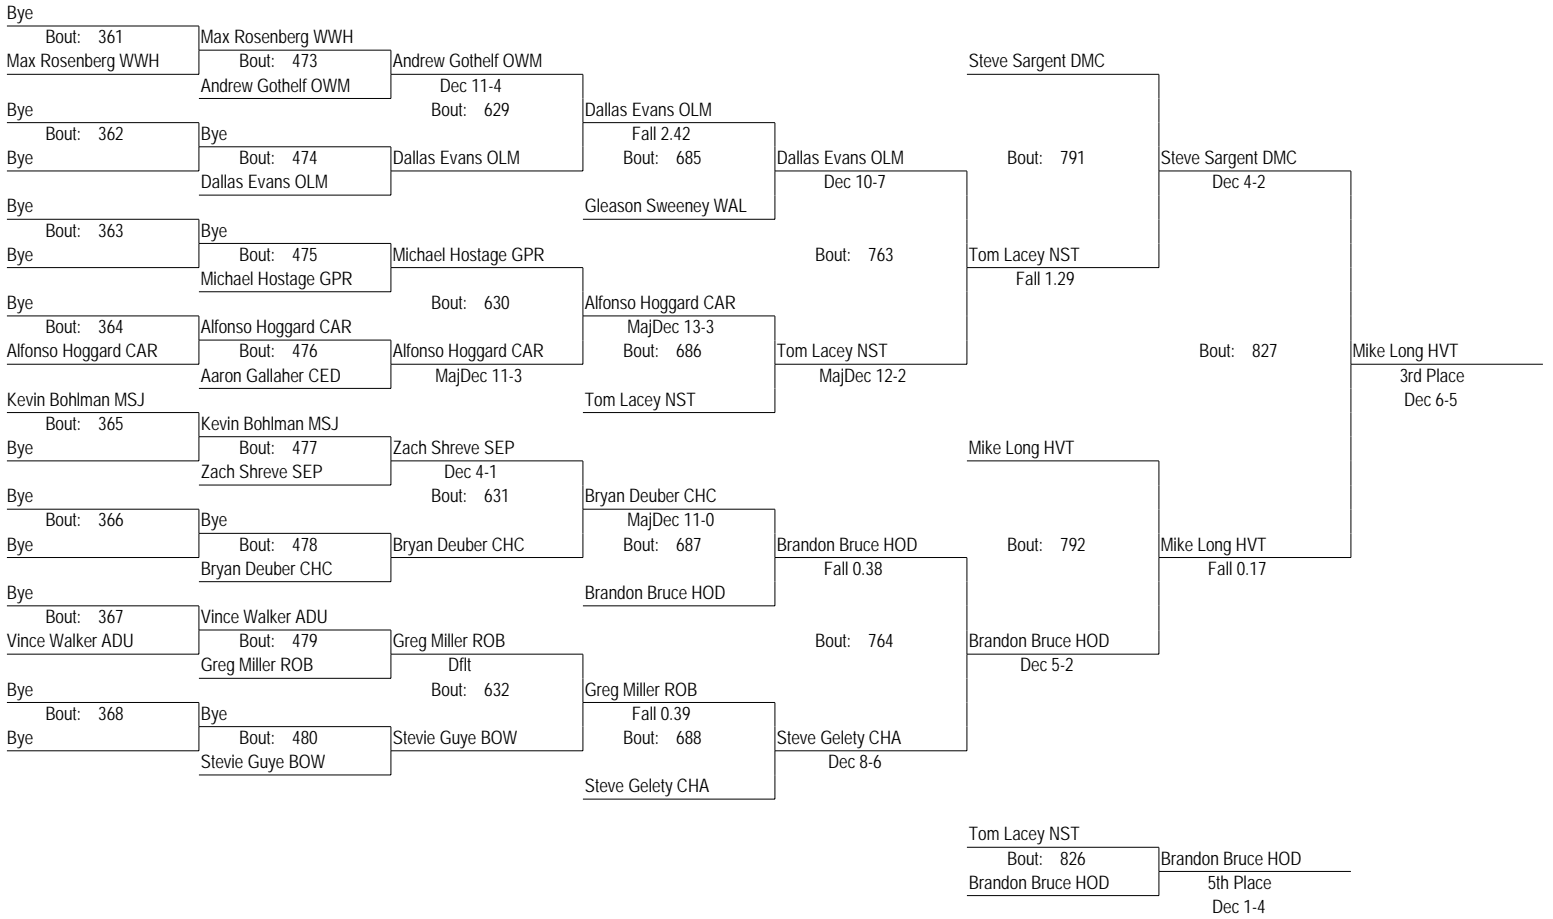 Bye
Bout: 361
Max Rosenberg WWH
Bye
Bout: 362
Bye
Bye
Bout: 363
Bye
Bye
Bout: 364
Alfonso Hoggard CAR
Kevin Bohlman MSJ
Bout: 365
Bye
Bye
Bout: 366
Bye
Bye
Bout: 367
Vince Walker ADU
Bye
Bout: 368
Bye
Max Rosenberg WWH
Bout: 473
Andrew Gothelf OWM
Bye
Bout: 474
Dallas Evans OLM
Bye
Bout: 475
Michael Hostage GPR
Alfonso Hoggard CAR
Bout: 476
Aaron Gallaher CED
Kevin Bohlman MSJ
Bout: 477
Zach Shreve SEP
Bye
Bout: 478
Bryan Deuber CHC
Vince Walker ADU
Bout: 479
Greg Miller ROB
Bye
Bout: 480
Stevie Guye BOW
Andrew Gothelf OWM
Dec 11-4
Bout: 629
Dallas Evans OLM
Michael Hostage GPR
Bout: 630
Alfonso Hoggard CAR
MajDec 11-3
Zach Shreve SEP
Dec 4-1
Bout: 631
Bryan Deuber CHC
Greg Miller ROB
Dflt
Bout: 632
Stevie Guye BOW
Dallas Evans OLM
Fall 2.42
Bout: 685
Gleason Sweeney WAL
Alfonso Hoggard CAR
MajDec 13-3
Bout: 686
Tom Lacey NST
Bryan Deuber CHC
MajDec 11-0
Bout: 687
Brandon Bruce HOD
Greg Miller ROB
Fall 0.39
Bout: 688
Steve Gelety CHA
Dallas Evans OLM
Dec 10-7
Bout: 763
Tom Lacey NST
MajDec 12-2
Brandon Bruce HOD
Fall 0.38
Bout: 764
Steve Gelety CHA
Dec 8-6
Steve Sargent DMC
Bout: 791
Tom Lacey NST
Fall 1.29
Mike Long HVT
Bout: 792
Brandon Bruce HOD
Dec 5-2
Steve Sargent DMC
Dec 4-2
Bout: 827
Mike Long HVT
Fall 0.17
Mike Long HVT
3rd Place
Dec 6-5
Tom Lacey NST
Bout: 826
Brandon Bruce HOD
Brandon Bruce HOD
5th Place
Dec 1-4